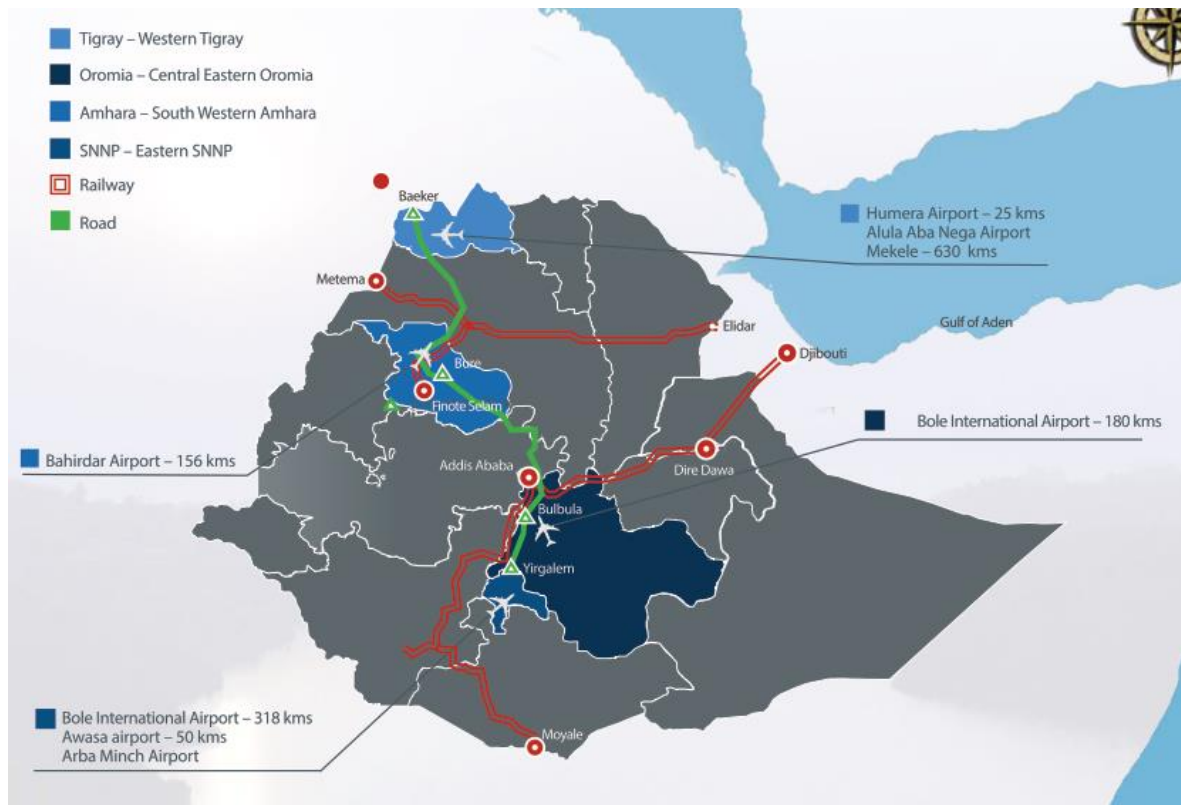 Tigray – Western Tigray
Oromia – Central Eastern Oromia
Amhara – South Western Amhara
SNNP – Eastern SNNP
Railway
Road
Baeker
Humera Airport – 25 kms
Alula Aba Nega Airport
Mekele – 630 kms
Metema
Elidar
Gulf of Aden
Djibouti
Bure
Finote Selam
Bole International Airport – 180 kms
Bahirdar Airport – 156 kms
Addis Ababa
Dire Dawa
Bulbula
Yirgalem
Bole International Airport – 318 kms
Awasa airport – 50 kms
Arba Minch Airport
Moyale